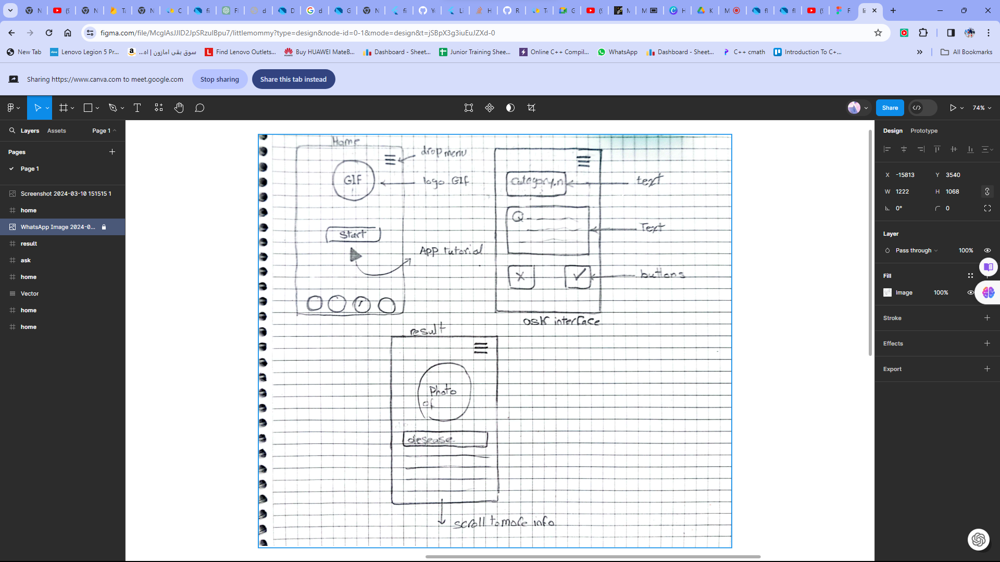 figma.com/file/McglAsJJlD2JpSRzulBpu7/littlemommy?type=design&node-id=0-1&mode=design&t=jSBpX3g3iuEuJZXd-0
New Tab
Lenovo Legion 5 Pr...
سوق بقى امازون | اه...
Find Lenovo Outlets...
Buy HUAWEI MateB...
Dashboard - Sheet...
Junior Training Shee...
Online C++ Compil...
WhatsApp
Dashboard - Sheet...
C++ cmath
Introduction To C+...
All Bookmarks
Sharing https://www.canva.com to meet.google.com
Stop sharing
Share this tab instead
Share
74%
Layers
Assets
Page 1
Pages
Page 1
Screenshot 2024-03-10 151515 1
home
WhatsApp Image 2024-0...
result
ask
home
Vector
home
home
Home
drop menu
GIF
logo GIF
Start
App tutorial
category.n
text
Q
Text
X
buttons
ask interface
result
Photo
of
desease
scroll to more info
Design
Prototype
X -15813
Y 3540
W 1222
H 1068
0°
0
Layer
Pass through
100%
Fill
Image
100%
Stroke
Effects
Export